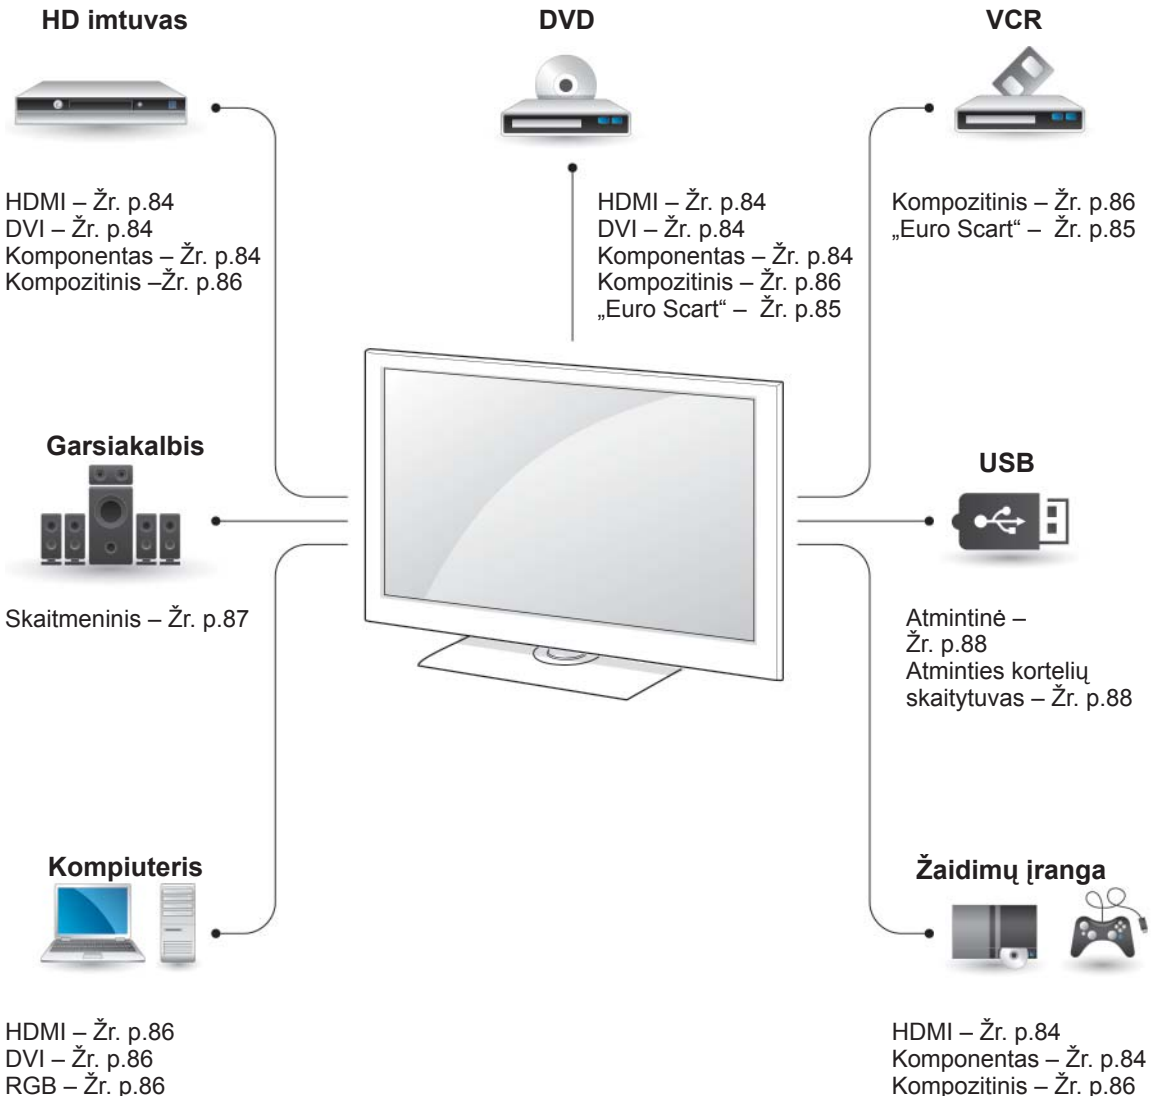 HD imtuvas
HDMI – Žr. p.84
DVI – Žr. p.84
Komponentas – Žr. p.84
Kompozitinis –Žr. p.86
DVD
HDMI – Žr. p.84
DVI – Žr. p.84
Komponentas – Žr. p.84
Kompozitinis – Žr. p.86
„Euro Scart“ – Žr. p.85
VCR
Kompozitinis – Žr. p.86
„Euro Scart“ – Žr. p.85
Garsiakalbis
Skaitmeninis – Žr. p.87
USB
Atmintinė –
Žr. p.88
Atminties kortelių
skaitytuvas – Žr. p.88
Kompiuteris
HDMI – Žr. p.86
DVI – Žr. p.86
RGB – Žr. p.86
Žaidimų įranga
HDMI – Žr. p.84
Komponentas – Žr. p.84
Kompozitinis – Žr. p.86